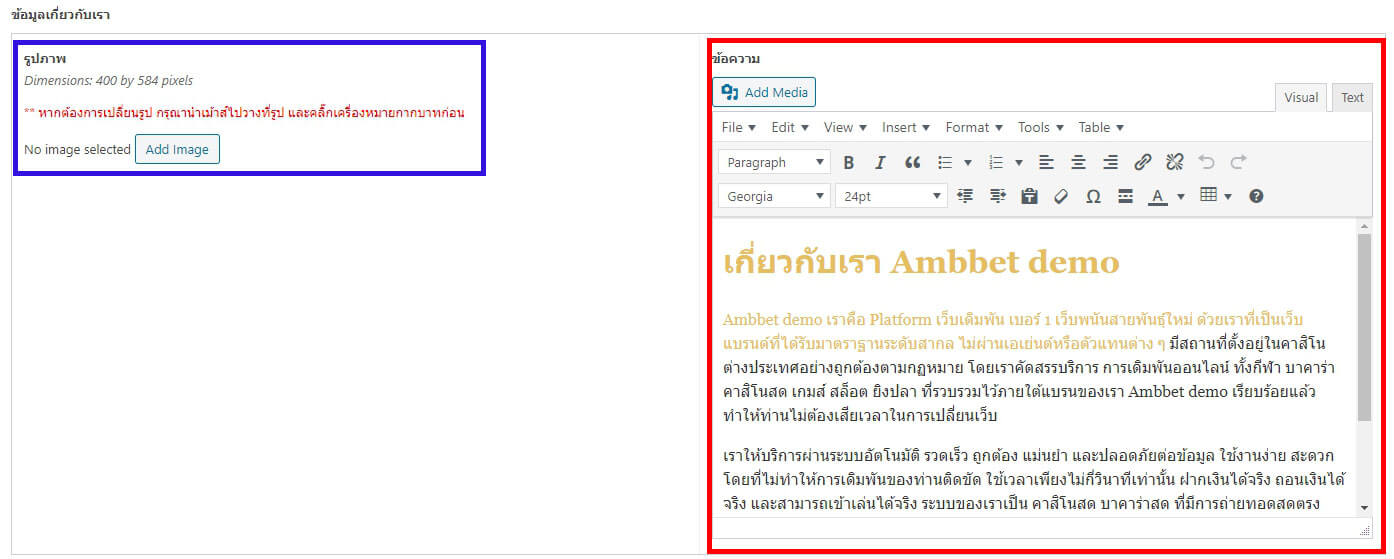 ข้อมูลเกี่ยวกับเรา
รูปภาพ
Dimensions: 400 by 584 pixels
** หากต้องการเปลี่ยนรูป กรุณานำเม้าส์ไปวางที่รูป และคลิ๊กเครื่องหมายกากบาทก่อน
No image selected Add Image
ข้อความ
Add Media
Visual Text
File Edit View Insert Format Tools Table
Paragraph
Georgia 24pt
เกี่ยวกับเรา Ambbet demo
Ambbet demo เราคือ Platform เว็บเดิมพัน เบอร์ 1 เว็บพนันสายพันธุ์ใหม่ ด้วยเราที่เป็นเว็บ
แบรนด์ที่ได้รับมาตราฐานระดับสากล ไม่ผ่านเอเย่นต์หรือตัวแทนต่าง ๆ มีสถานที่ตั้งอยู่ในคาสิโน
ต่างประเทศอย่างถูกต้องตามกฏหมาย โดยเราคัดสรรบริการ การเดิมพันออนไลน์ ทั้งกีฬา บาคาร่า
คาสิโนสด เกมส์ สล็อต ยิงปลา ที่รวบรวมไว้ภายใต้แบรนของเรา Ambbet demo เรียบร้อยแล้ว
ทำให้ท่านไม่ต้องเสียเวลาในการเปลี่ยนเว็บ
เราให้บริการผ่านระบบอัตโนมัติ รวดเร็ว ถูกต้อง แม่นยำ และปลอดภัยต่อข้อมูล ใช้งานง่าย สะดวก
โดยที่ไม่ทำให้การเดิมพันของท่านติดขัด ใช้เวลาเพียงไม่กี่วินาทีเท่านั้น ฝากเงินได้จริง ถอนเงินได้
จริง และสามารถเข้าเล่นได้จริง ระบบของเราเป็น คาสิโนสด บาคาร่าสด ที่มีการถ่ายทอดสดตรง